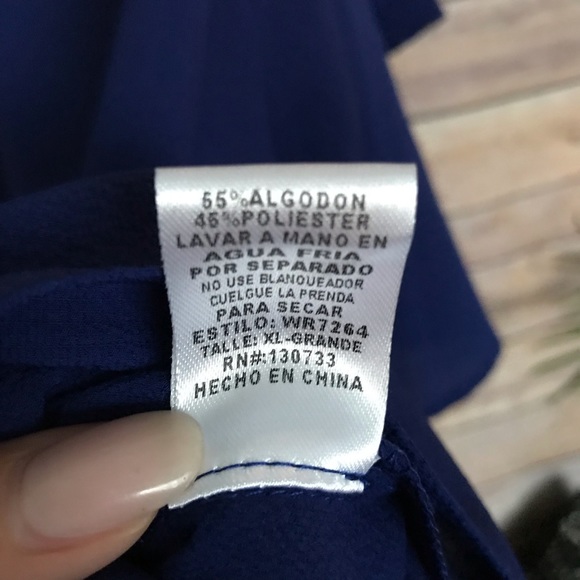 55%ALGODON
45%POLIESTER
LAVAR A MANO EN
AGUA FRIA
POR SEPARADO
NO USE BLANQUEADOR
CUELGUE LA PRENDA
PARA SECAR
ESTILO: WR7264
TALLE: XL-GRANDE
RN#:130733
HECHO EN CHINA